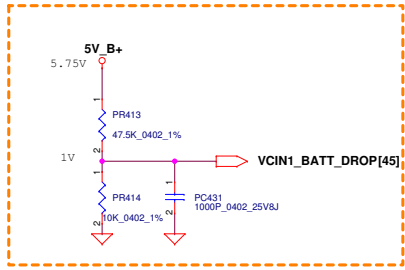 5V_B+
5.75V
1
PR413
47.5K_0402_1%
2
1V
VCIN1_BATT_DROP[45]
1
1
PR414
PC431
10K_0402_1%
1000P_0402_25V8J
2
2